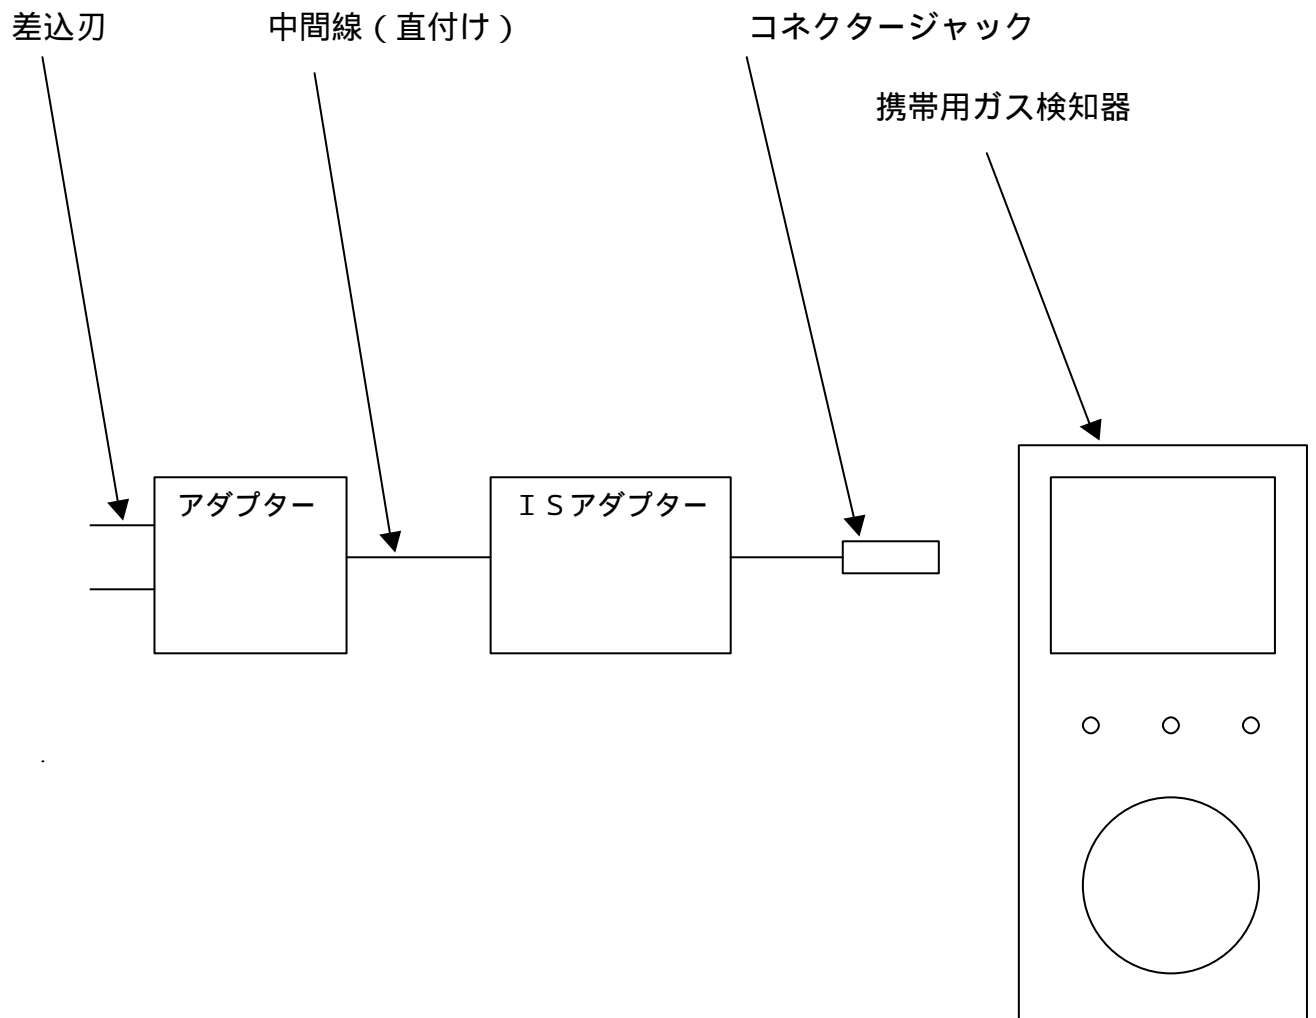 差込刃
中間線（直付け）
コネクタージャック
携帯用ガス検知器
アダプター
ＩＳアダプター